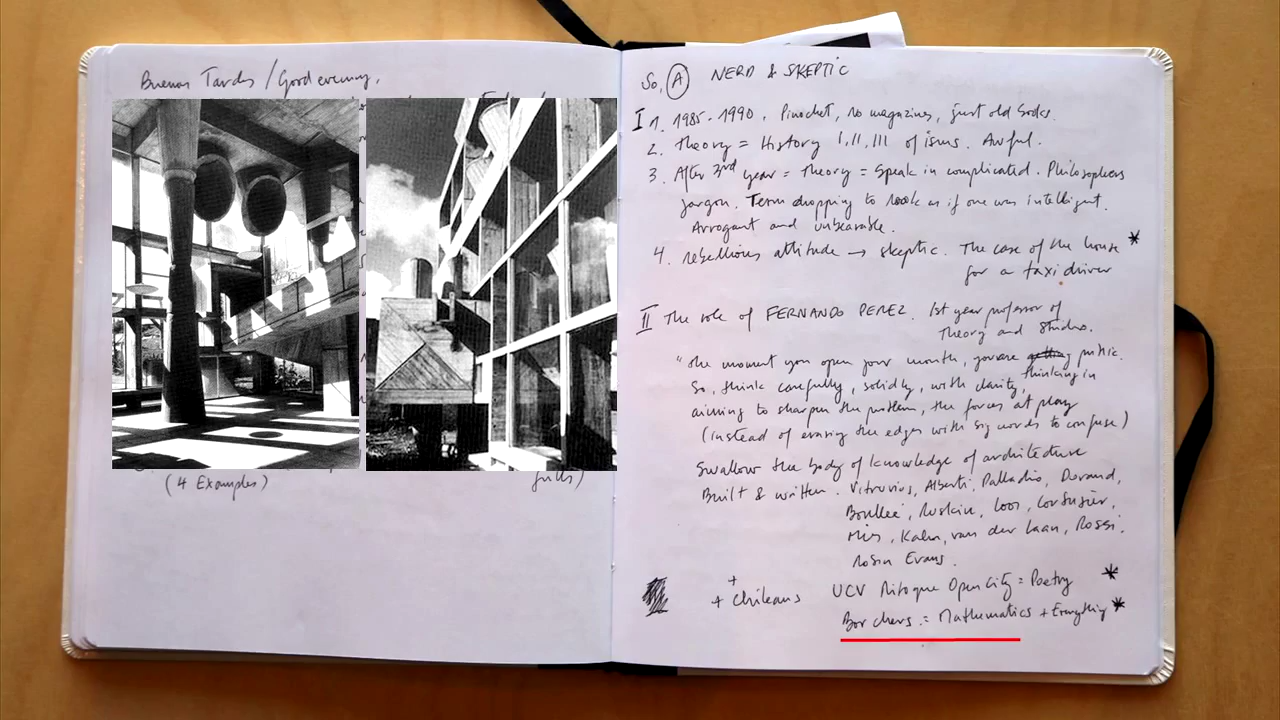 Buenas Tardes / Good evening,
(4 Examples)
So, A NERD & SKEPTIC
I 1. 1985-1990. Pinochet, no magazines, just old books.
2. Theory = History I, II, III of isms. Awful.
3. After 3rd year = Theory = Speak in complicated. Philosophers
jargon. Term dropping to look as if one was intelligent.
Arrogant and unbearable.
4. rebellious attitude → skeptic. The case of the house *
for a taxi driver
II The role of FERNANDO PEREZ. 1st year professor of
Theory and Studio.
"the moment you open your mouth, you are thinking in public.
So, think carefully, solidly, with clarity,
aiming to sharpen the problem, the forces at play
(instead of erasing the edges with big words to confuse)
Swallow the body of knowledge of architecture
Built & written. Vitruvius, Alberti, Palladio, Durand,
Boullée, Ruskin, Loos, Corbusier,
Mies, Kahn, van der Laan, Rossi.
Robin Evans.
+
+ Chileans UCV Ritoque Open City = Poetry *
Borchers = Mathematics + Everything *